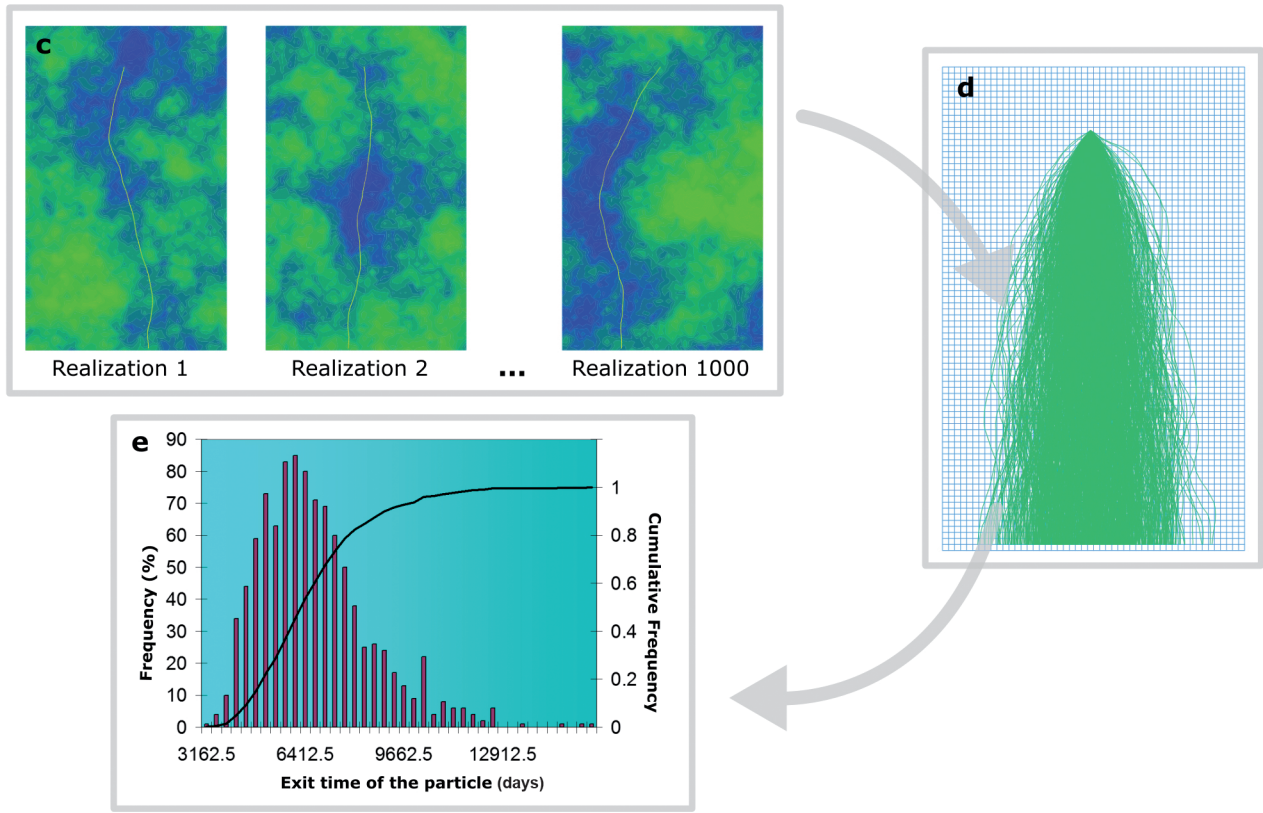 c
Realization 1
Realization 2
...
Realization 1000
d
e
90
80
70
60
50
40
30
20
10
0
Frequency (%)
1
0.8
0.6
0.4
0.2
0
Cumulative Frequency
3162.5 6412.5 9662.5 12912.5
Exit time of the particle (days)